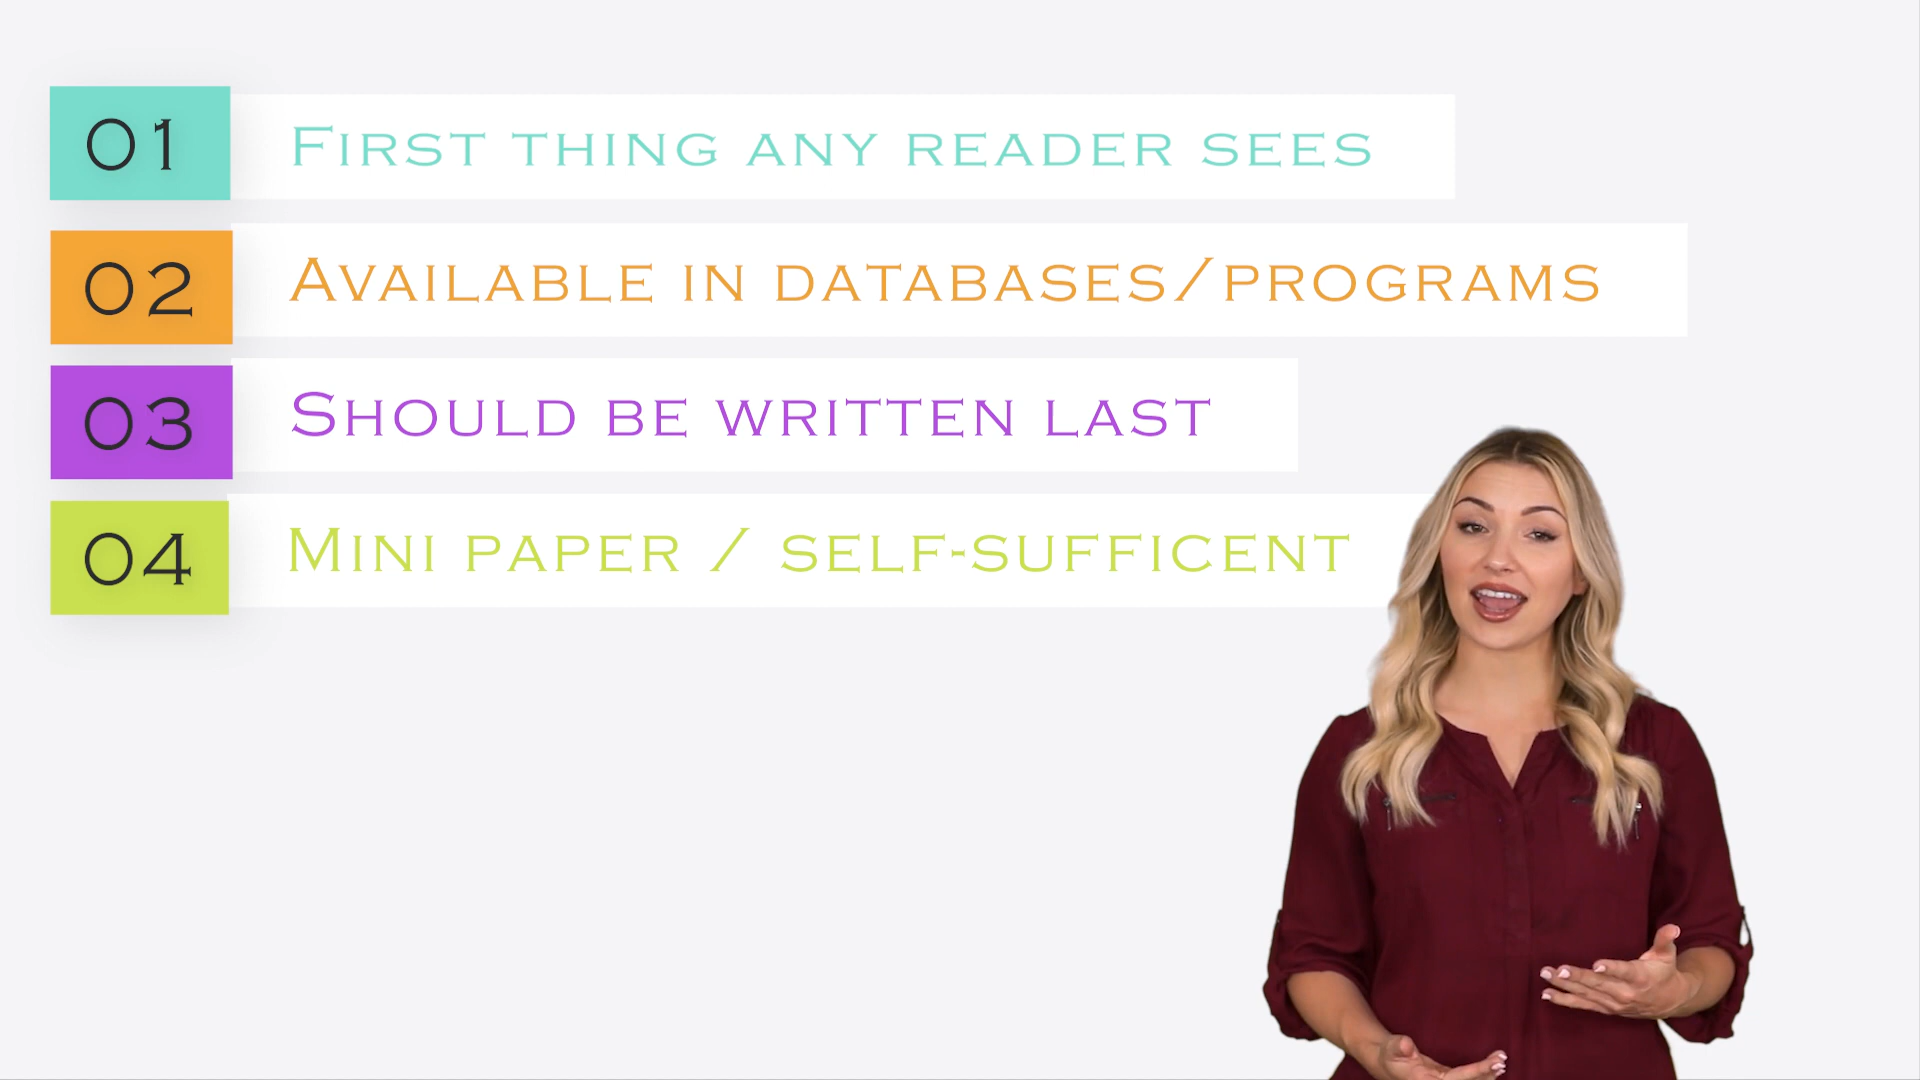 01 First thing any reader sees
02 Available in databases/programs
03 Should be written last
04 Mini paper / self-sufficent